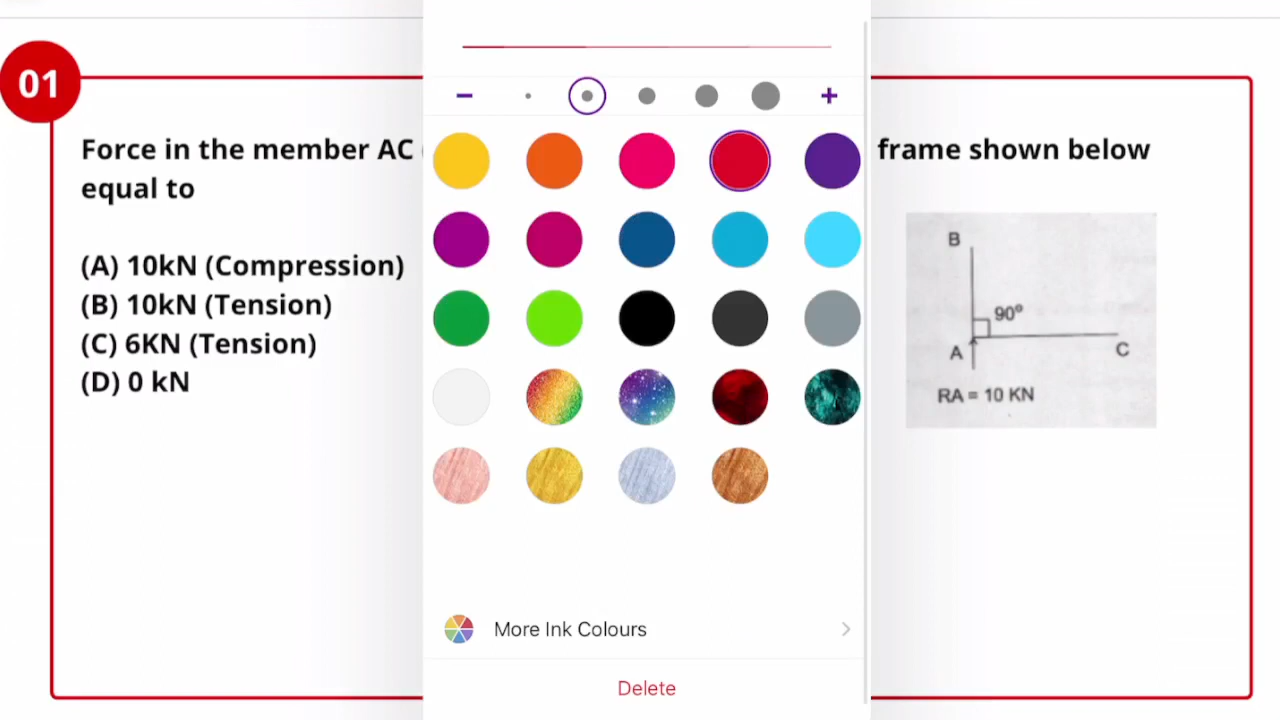 01
Force in the member AC
frame shown below
equal to
(A) 10kN (Compression)
(B) 10kN (Tension)
(C) 6KN (Tension)
(D) 0 kN
B
90°
A
C
RA = 10 KN
More Ink Colours
Delete